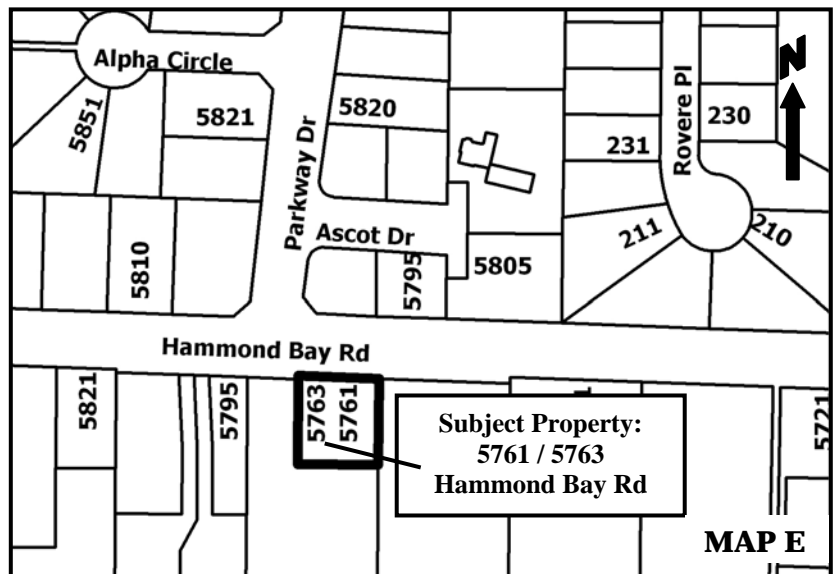 N
Alpha Circle
5851
5821
5820
Parkway Dr
231
Rovere Pl
230
Ascot Dr
211
210
5810
5795
5805
Hammond Bay Rd
5821
5795
5763
5761
Subject Property:
5761 / 5763
Hammond Bay Rd
5721
MAP E